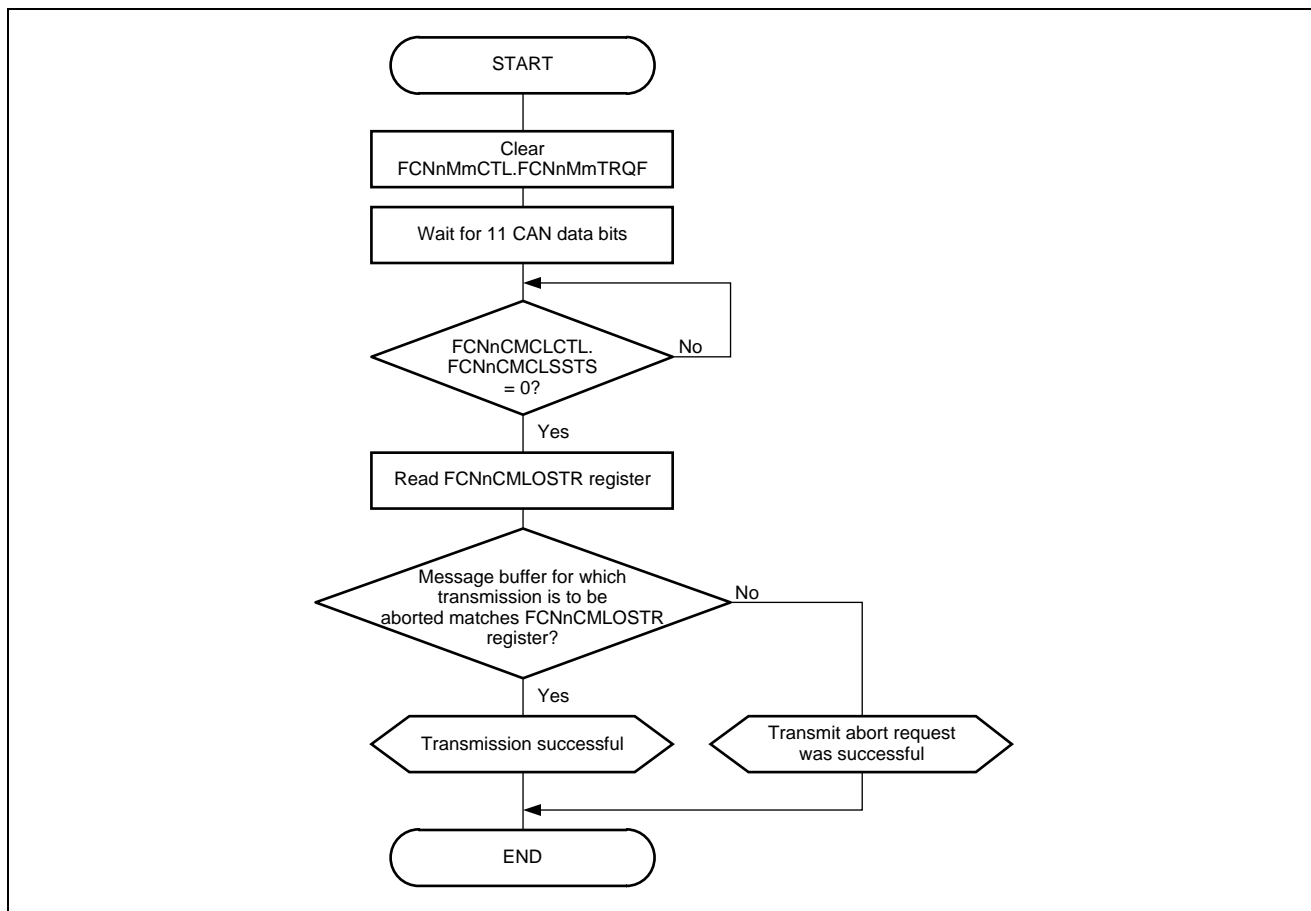 START
Clear
FCNnMmCTL.FCNnMmTRQF
Wait for 11 CAN data bits
FCNnCMCLCTL.
FCNnCMCLSSTS
= 0?
No
Yes
Read FCNnCMLOSTR register
Message buffer for which
transmission is to be
aborted matches FCNnCMLOSTR
register?
No
Yes
Transmission successful
Transmit abort request
was successful
END